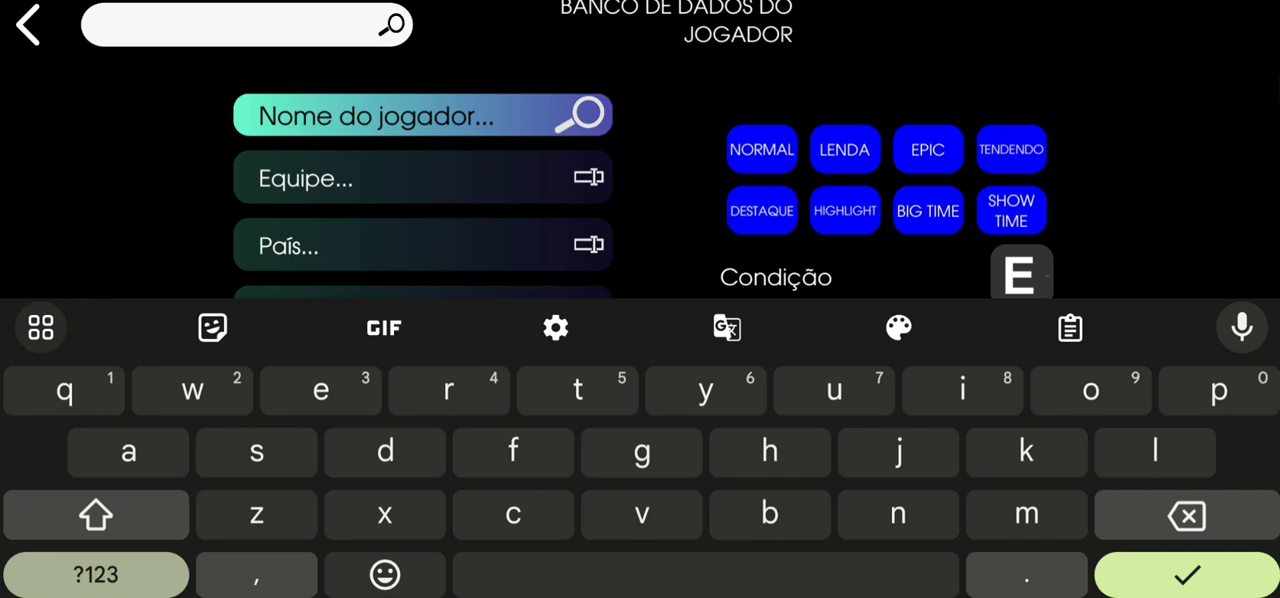 BANCO DE DADOS DO
JOGADOR
Nome do jogador...
Equipe...
País...
NORMAL LENDA EPIC TENDENDO
DESTAQUE HIGHLIGHT BIG TIME SHOW TIME
Condição E
GIF
q 1 w 2 e 3 r 4 t 5 y 6 u 7 i 8 o 9 p 0
a s d f g h j k l
z x c v b n m
?123 , .